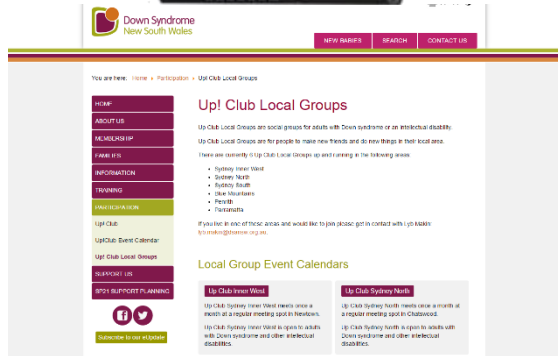 Down Syndrome
New South Wales
NEW BABIES
SEARCH
CONTACT US
You are here: Home » Participation » Up! Club Local Groups
HOME
ABOUT US
MEMBERSHIP
FAMILIES
INFORMATION
TRAINING
PARTICIPATION
Up! Club
Up!Club Event Calendar
Up! Club Local Groups
SUPPORT US
SP21 SUPPORT PLANNING
Subscribe to our eUpdate
Up! Club Local Groups
Up Club Local Groups are social groups for adults with Down syndrome or an intellectual disability.
Up Club Local Groups are for people to make new friends and do new things in their local area.
There are currently 6 Up Club Local Groups up and running in the following areas
Sydney Inner West
Sydney North
Sydney South
Blue Mountains
Penrith
Parramatta
If you live in one of these areas and would like to join please get in contact with Lyb Makin:
Local Group Event Calendars
Up Club Inner West
Up Club Sydney Inner West meets once a
month at a regular meeting spot in Newtown.
Up Club Sydney Inner West is open to adults
with Down syndrome and other intellectual
disabilities.
Up Club Sydney North
Up Club Sydney North meets once a month at
a regular meeting spot in Chatswood.
Up Club Sydney North is open to adults with
Down syndrome and other intellectual
disabilities.